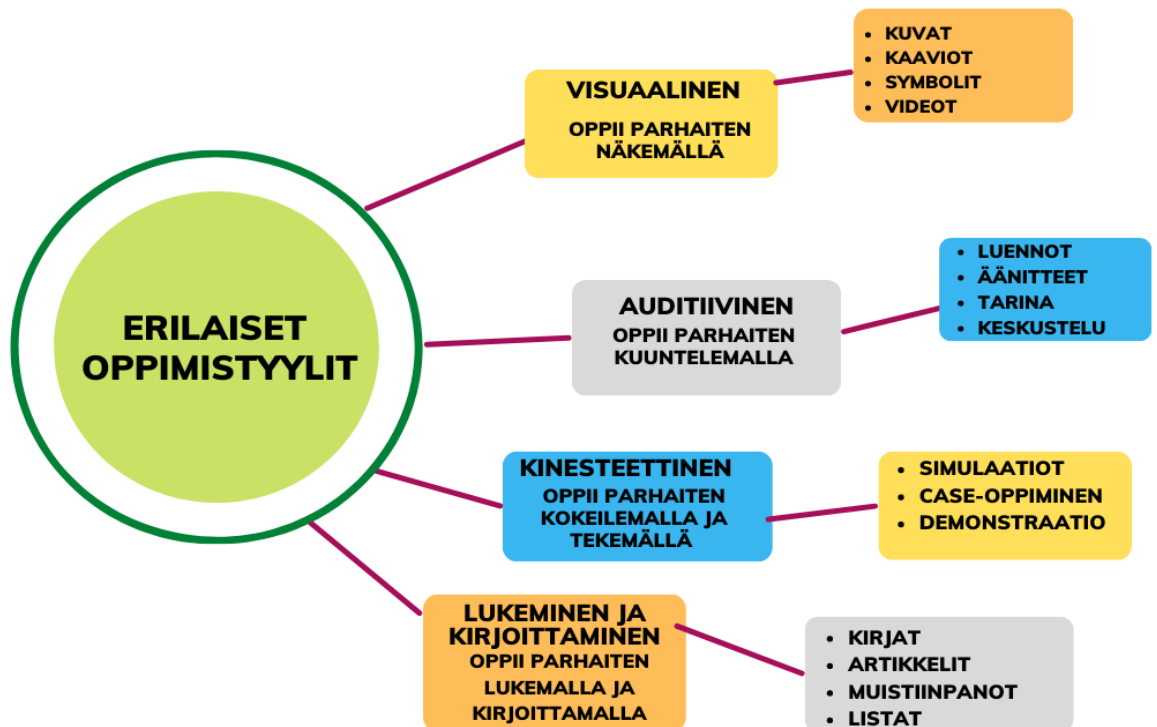 ERILAISET
OPPIMISTYYLIT
VISUAALINEN
OPPII PARHAITEN
NÄKEMÄLLÄ
• KUVAT
• KAAVIOT
• SYMBOLIT
• VIDEOT
AUDITIIVINEN
OPPII PARHAITEN
KUUNTELEMALLA
• LUENNOT
• ÄÄNITTEET
• TARINA
• KESKUSTELU
KINESTEETTINEN
OPPII PARHAITEN
KOKEILEMALLA JA
TEKEMÄLLÄ
• SIMULAATIOT
• CASE-OPPIMINEN
• DEMONSTRAATIO
LUKEMINEN JA
KIRJOITTAMINEN
OPPII PARHAITEN
LUKEMALLA JA
KIRJOITTAMALLA
• KIRJAT
• ARTIKKELIT
• MUISTIINPANOT
• LISTAT